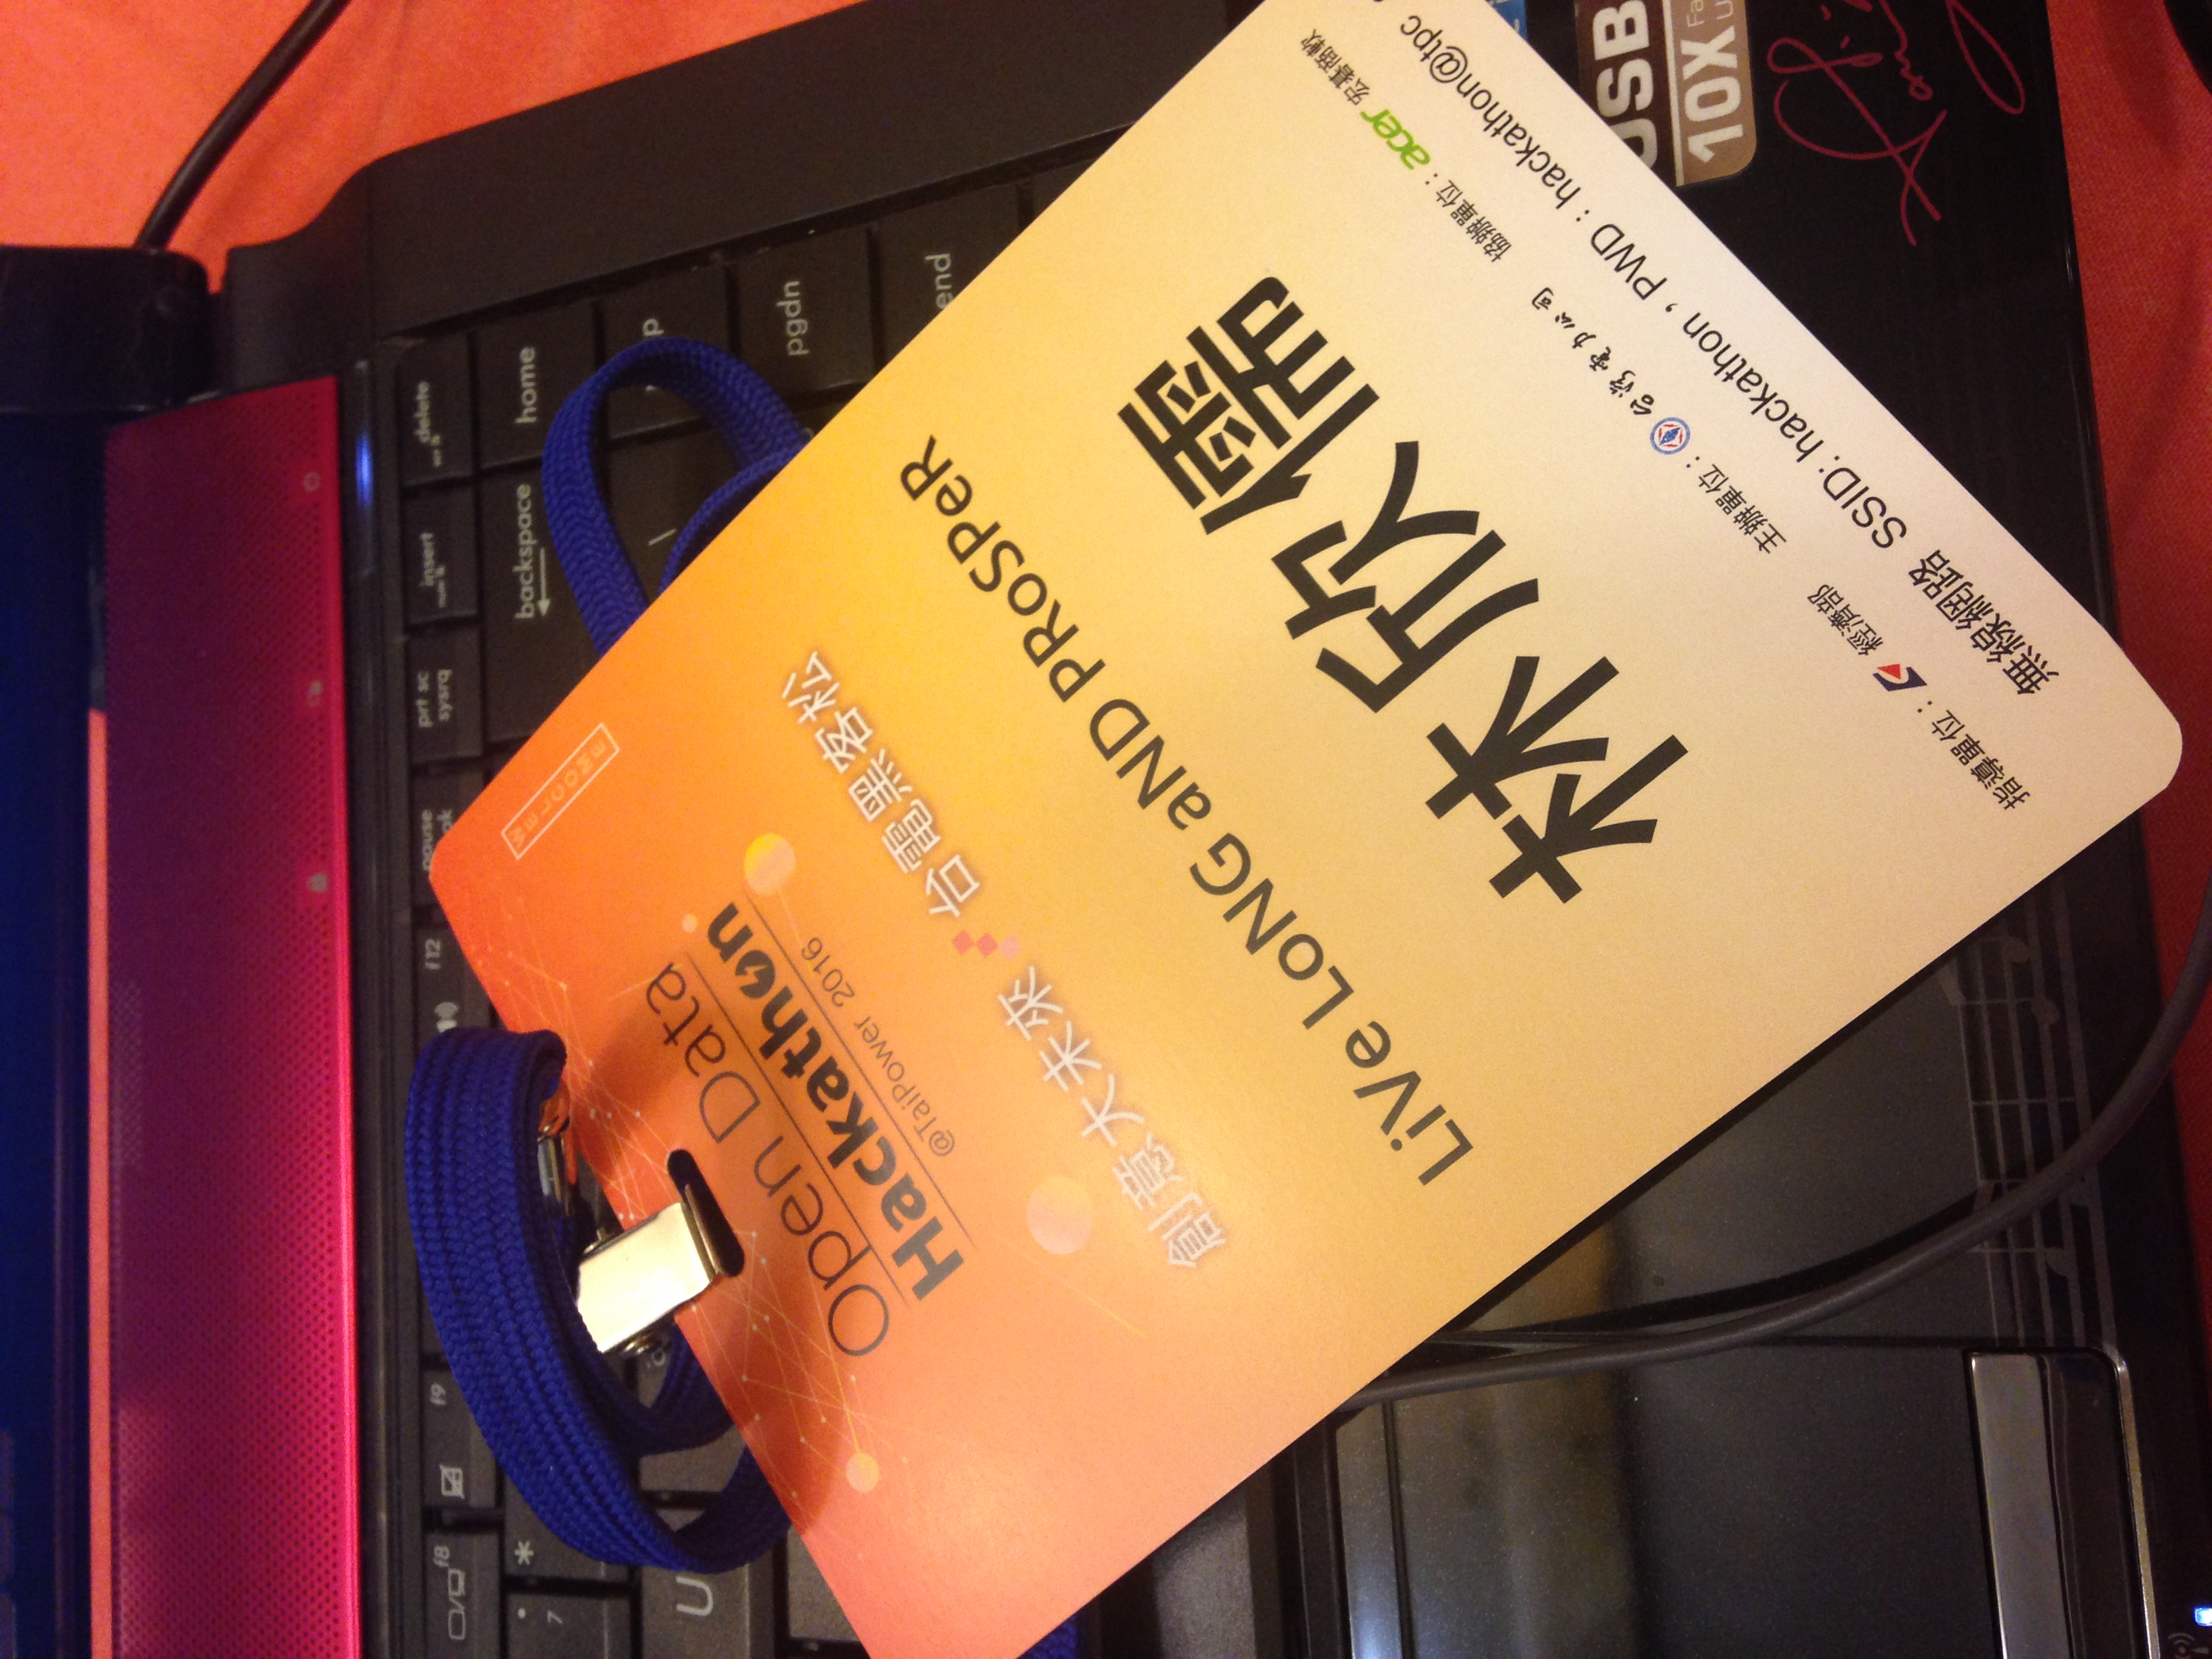 f8
f9
f12
pause
prt sc
sysrq
insert
delete
7
*
backspace
home
U
\
pgdn
end
WELCOME
Open Data
Hackathon
@TaiPower 2016
創意大未來 台電黑客松
LiVe LoNG aND PRoSPeR
林欣儒
指導單位： 經濟部 主辦單位： 台灣電力公司 協辦單位： acer 宏碁商軟
無線網路 SSID: hackathon，PWD：hackathon@tpc
USB
10X